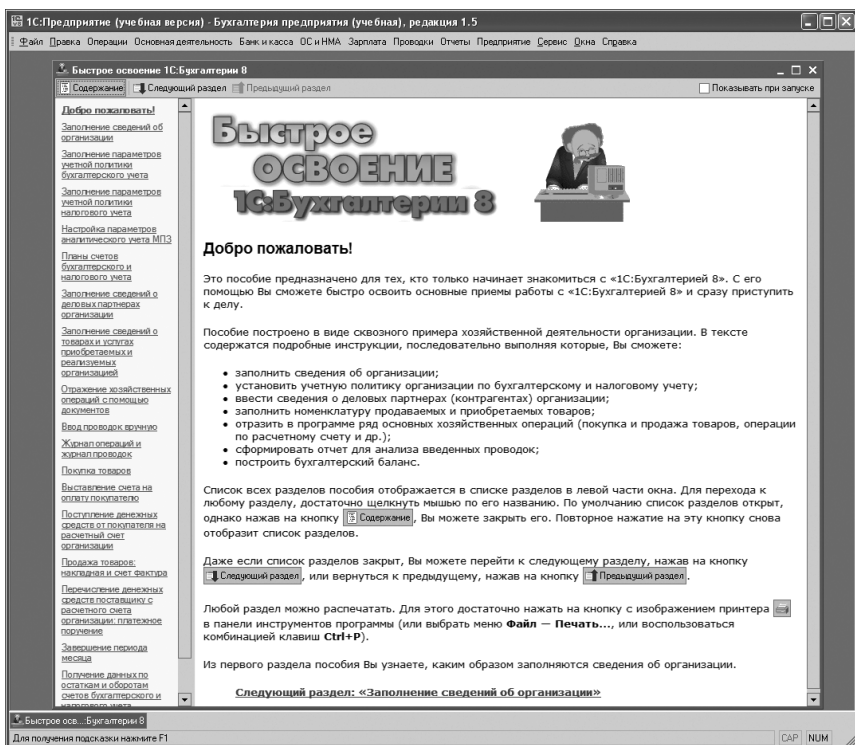 1С:Предприятие (учебная версия) - Бухгалтерия предприятия (учебная), редакция 1.5
Файл Правка Операции Основная деятельность Банк и касса ОС и НМА Зарплата Проводки Отчеты Предприятие Сервис Окна Справка
Быстрое освоение 1С:Бухгалтерии 8
Содержание Следующий раздел Предыдущий раздел Показывать при запуске
Добро пожаловать!
Заполнение сведений об
организации
Заполнение параметров
учетной политики
бухгалтерского учета
Заполнение параметров
учетной политики
налогового учета
Настройка параметров
аналитического учета МПЗ
Планы счетов
бухгалтерского и
налогового учета
Заполнение сведений о
деловых партнерах
организации
Заполнение сведений о
товарах и услугах
приобретаемых и
реализуемых
организацией
Отражение хозяйственных
операций с помощью
документов
Ввод проводок вручную
Журнал операций и
журнал проводок
Покупка товаров
Выставление счета на
оплату покупателю
Поступление денежных
средств от покупателя на
расчетный счет
организации
Продажа товаров:
накладная и счет фактура
Перечисление денежных
средств поставщику с
расчетного счета
организации: платежное
поручение
Завершение периода
месяца
Получение данных по
остаткам и оборотам
счетов бухгалтерского и
налогового учета
Быстрое
ОСВОЕНИЕ
1С:Бухгалтерии 8
Добро пожаловать!
Это пособие предназначено для тех, кто только начинает знакомиться с «1С:Бухгалтерией 8». С его
помощью Вы сможете быстро освоить основные приемы работы с «1С:Бухгалтерией 8» и сразу приступить
к делу.
Пособие построено в виде сквозного примера хозяйственной деятельности организации. В тексте
содержатся подробные инструкции, последовательно выполняя которые, Вы сможете:
• заполнить сведения об организации;
• установить учетную политику организации по бухгалтерскому и налоговому учету;
• ввести сведения о деловых партнерах (контрагентах) организации;
• заполнить номенклатуру продаваемых и приобретаемых товаров;
• отразить в программе ряд основных хозяйственных операций (покупка и продажа товаров, операции
по расчетному счету и др.);
• сформировать отчет для анализа введенных проводок;
• построить бухгалтерский баланс.
Список всех разделов пособия отображается в списке разделов в левой части окна. Для перехода к
любому разделу, достаточно щелкнуть мышью по его названию. По умолчанию список разделов открыт,
однако нажав на кнопку Содержание, Вы можете закрыть его. Повторное нажатие на эту кнопку снова
отобразит список разделов.
Даже если список разделов закрыт, Вы можете перейти к следующему разделу, нажав на кнопку
Следующий раздел, или вернуться к предыдущему, нажав на кнопку Предыдущий раздел.
Любой раздел можно распечатать. Для этого достаточно нажать на кнопку с изображением принтера
в панели инструментов программы (или выбрать меню Файл — Печать..., или воспользоваться
комбинацией клавиш Ctrl+P).
Из первого раздела пособия Вы узнаете, каким образом заполняются сведения об организации.
Следующий раздел: «Заполнение сведений об организации»
Быстрое осв...:Бухгалтерии 8
Для получения подсказки нажмите F1 CAP NUM